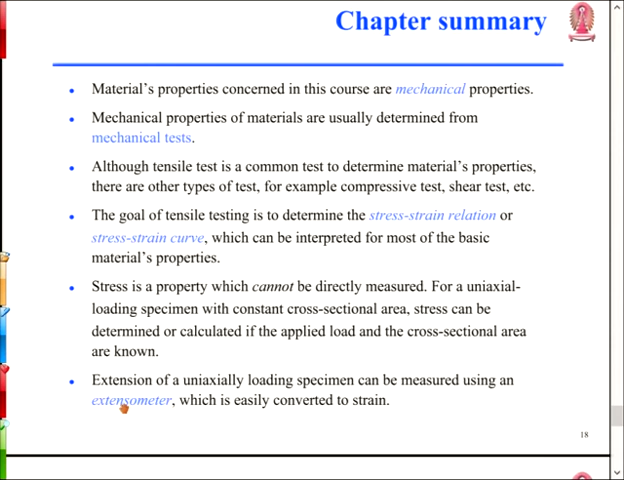 Chapter summary
• Material's properties concerned in this course are mechanical properties.
• Mechanical properties of materials are usually determined from
mechanical tests.
• Although tensile test is a common test to determine material's properties,
there are other types of test, for example compressive test, shear test, etc.
• The goal of tensile testing is to determine the stress-strain relation or
stress-strain curve, which can be interpreted for most of the basic
material's properties.
• Stress is a property which cannot be directly measured. For a uniaxial-
loading specimen with constant cross-sectional area, stress can be
determined or calculated if the applied load and the cross-sectional area
are known.
• Extension of a uniaxially loading specimen can be measured using an
extensometer, which is easily converted to strain.
18